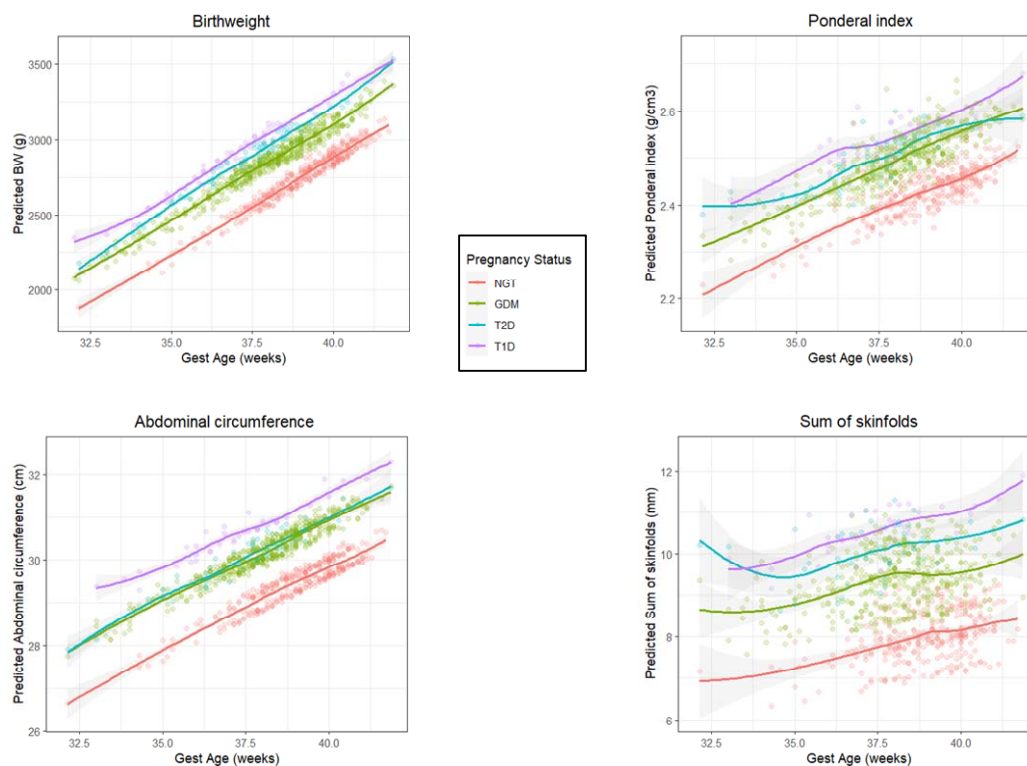 Birthweight
Predicted BW (g)
3500
3000
2500
2000
32.5 35.0 37.5 40.0
Gest Age (weeks)
Ponderal index
Predicted Ponderal Index (g/cm3)
2.6
2.4
2.2
32.5 35.0 37.5 40.0
Gest Age (weeks)
Pregnancy Status
NGT
GDM
T2D
T1D
Abdominal circumference
Predicted Abdominal circumference (cm)
32
30
28
26
32.5 35.0 37.5 40.0
Gest Age (weeks)
Sum of skinfolds
Predicted Sum of skinfolds (mm)
12
10
8
6
32.5 35.0 37.5 40.0
Gest Age (weeks)